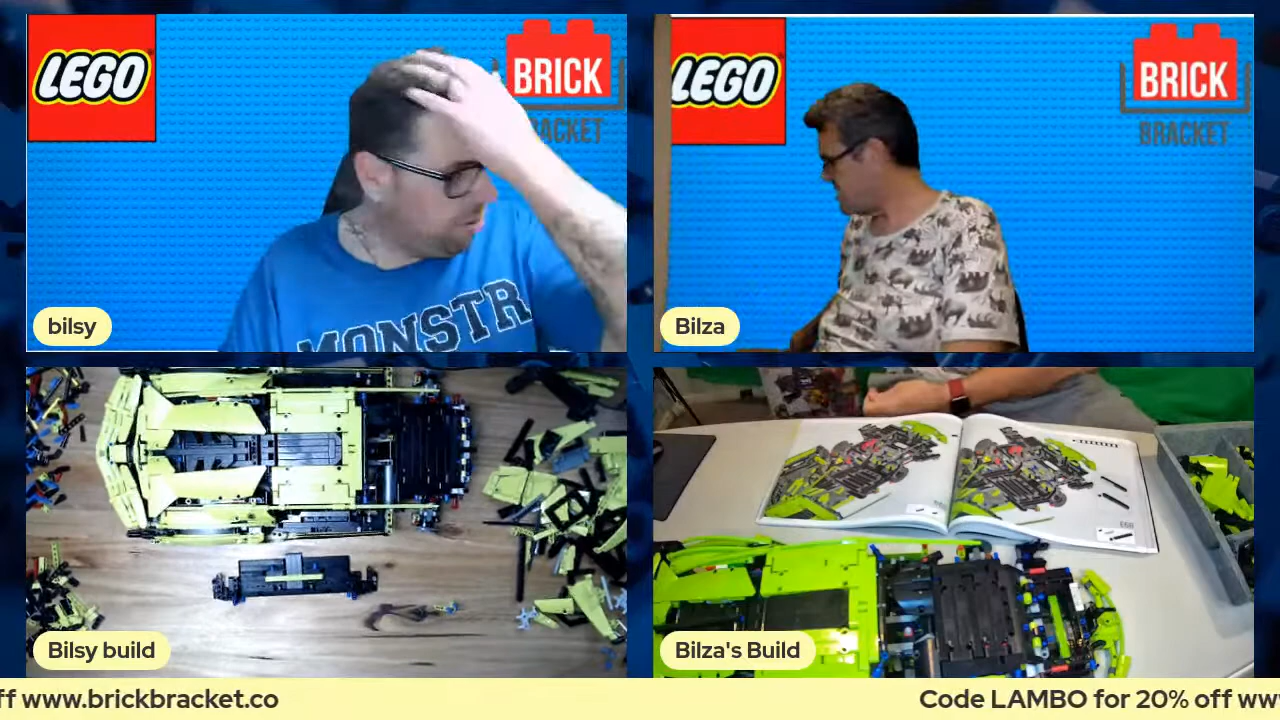 LEGO
BRICK
BRACKET
LEGO
BRICK
BRACKET
MONSTR
bilsy
Bilza
Bilsy build
Bilza's Build
ff www.brickbracket.co
Code LAMBO for 20% off www